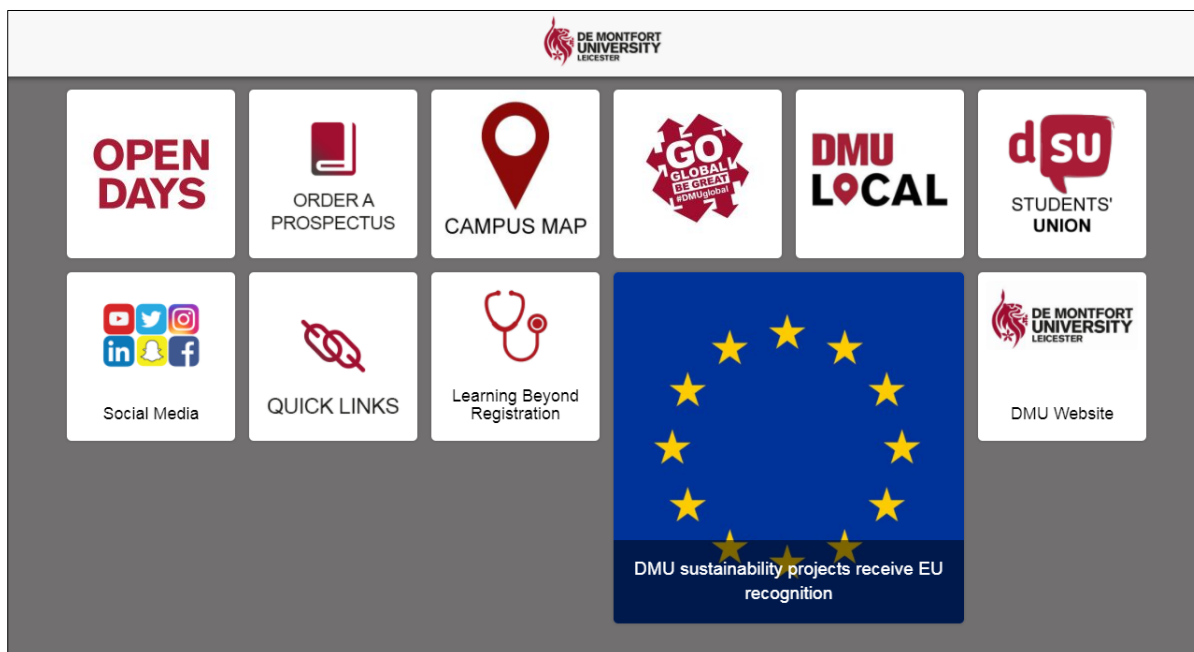 DE MONTFORT
UNIVERSITY
LEICESTER
OPEN
DAYS
ORDER A
PROSPECTUS
CAMPUS MAP
GO
GLOBAL
BE GREAT
#DMUglobal
DMU
LOCAL
dsu
STUDENTS'
UNION
in
Social Media
QUICK LINKS
Learning Beyond
Registration
DMU sustainability projects receive EU
recognition
DE MONTFORT
UNIVERSITY
LEICESTER
DMU Website